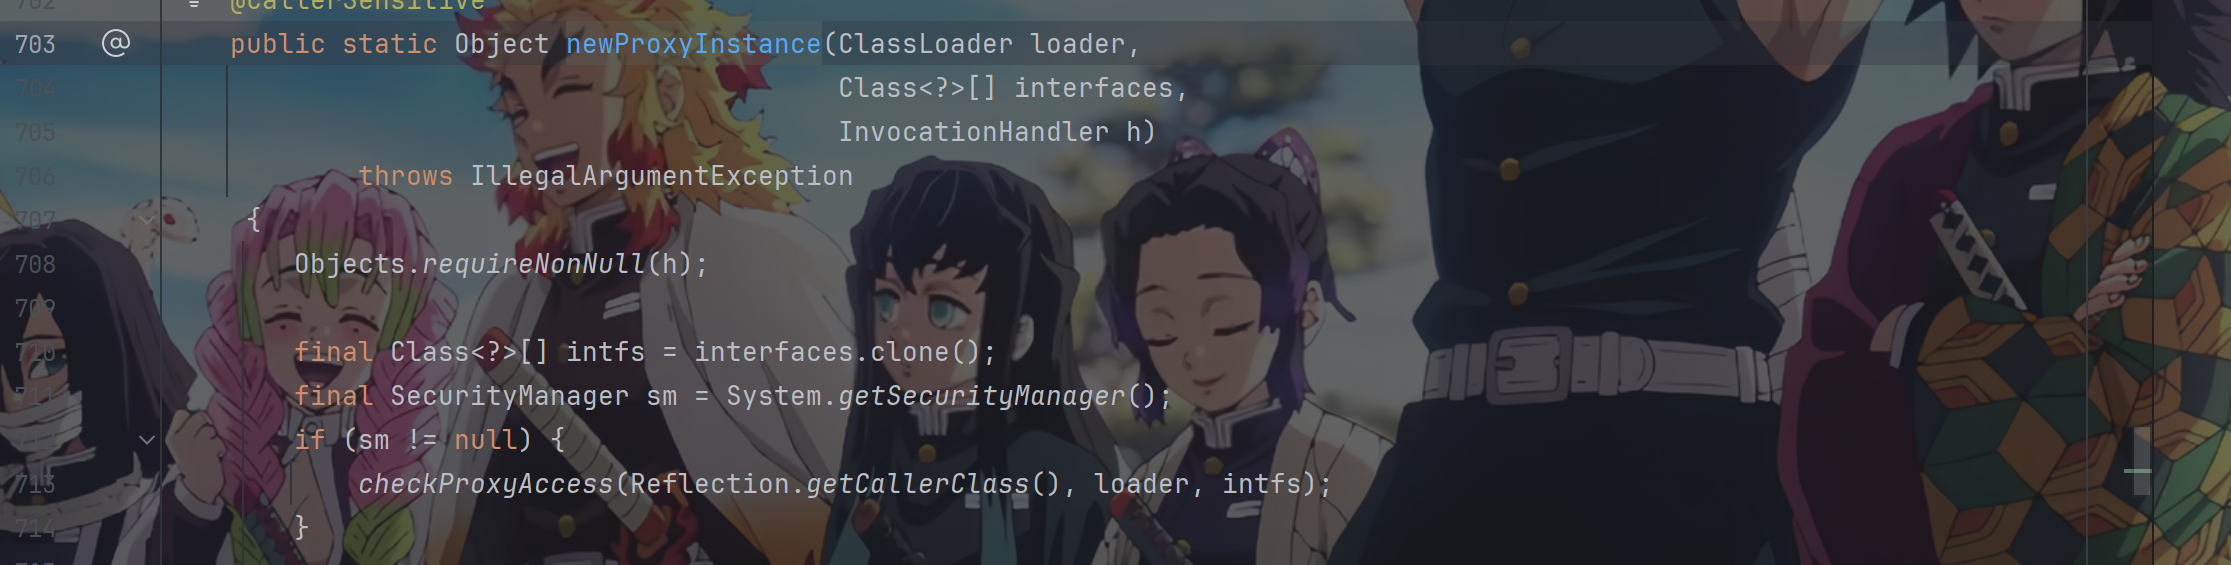 702 @CallerSensitive
703 @ public static Object newProxyInstance(ClassLoader loader,
704 Class<?>[] interfaces,
705 InvocationHandler h)
706 throws IllegalArgumentException
707 {
708 Objects.requireNonNull(h);
709
710 final Class<?>[] intfs = interfaces.clone();
711 final SecurityManager sm = System.getSecurityManager();
712 if (sm != null) {
713 checkProxyAccess(Reflection.getCallerClass(), loader, intfs);
714 }